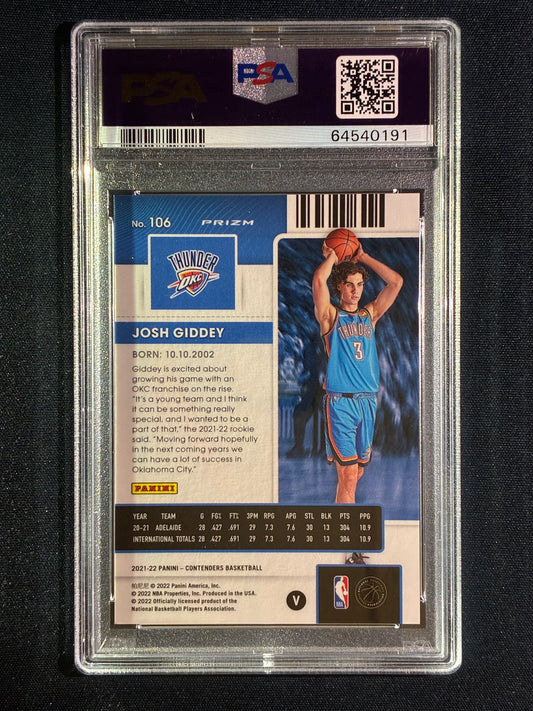 PSA
PSA
64540191
No. 106 PRIZM
THUNDER
OKC
JOSH GIDDEY
BORN: 10.10.2002
Giddey is excited about
growing his game with an
OKC franchise on the rise.
"It's a young team and I think
it can be something really
special, and I wanted to be a
part of that," the 2021-22 rookie
said. "Moving forward hopefully
in the next coming years we
can have a lot of success in
Oklahoma City."
PANINI
THUNDER
3
YEAR TEAM G FG% FT% 3PM RPG APG STL BLK PTS PPG
20-21 ADELAIDE 28 .427 .691 29 7.3 7.6 30 13 304 10.9
INTERNATIONAL TOTALS 28 .427 .691 29 7.3 7.6 30 13 304 10.9
2021-22 PANINI – CONTENDERS BASKETBALL
帕尼尼 © 2022 Panini America, Inc.
© 2022 NBA Properties, Inc. Produced in the USA.
© 2022 Officially licensed product of the
National Basketball Players Association.
V
NBA